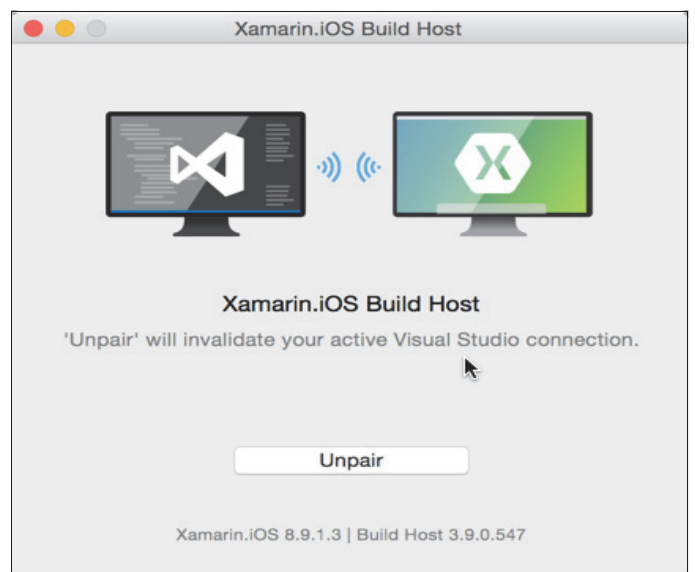 Xamarin.iOS Build Host
Xamarin.iOS Build Host
'Unpair' will invalidate your active Visual Studio connection.
Unpair
Xamarin.iOS 8.9.1.3 | Build Host 3.9.0.547